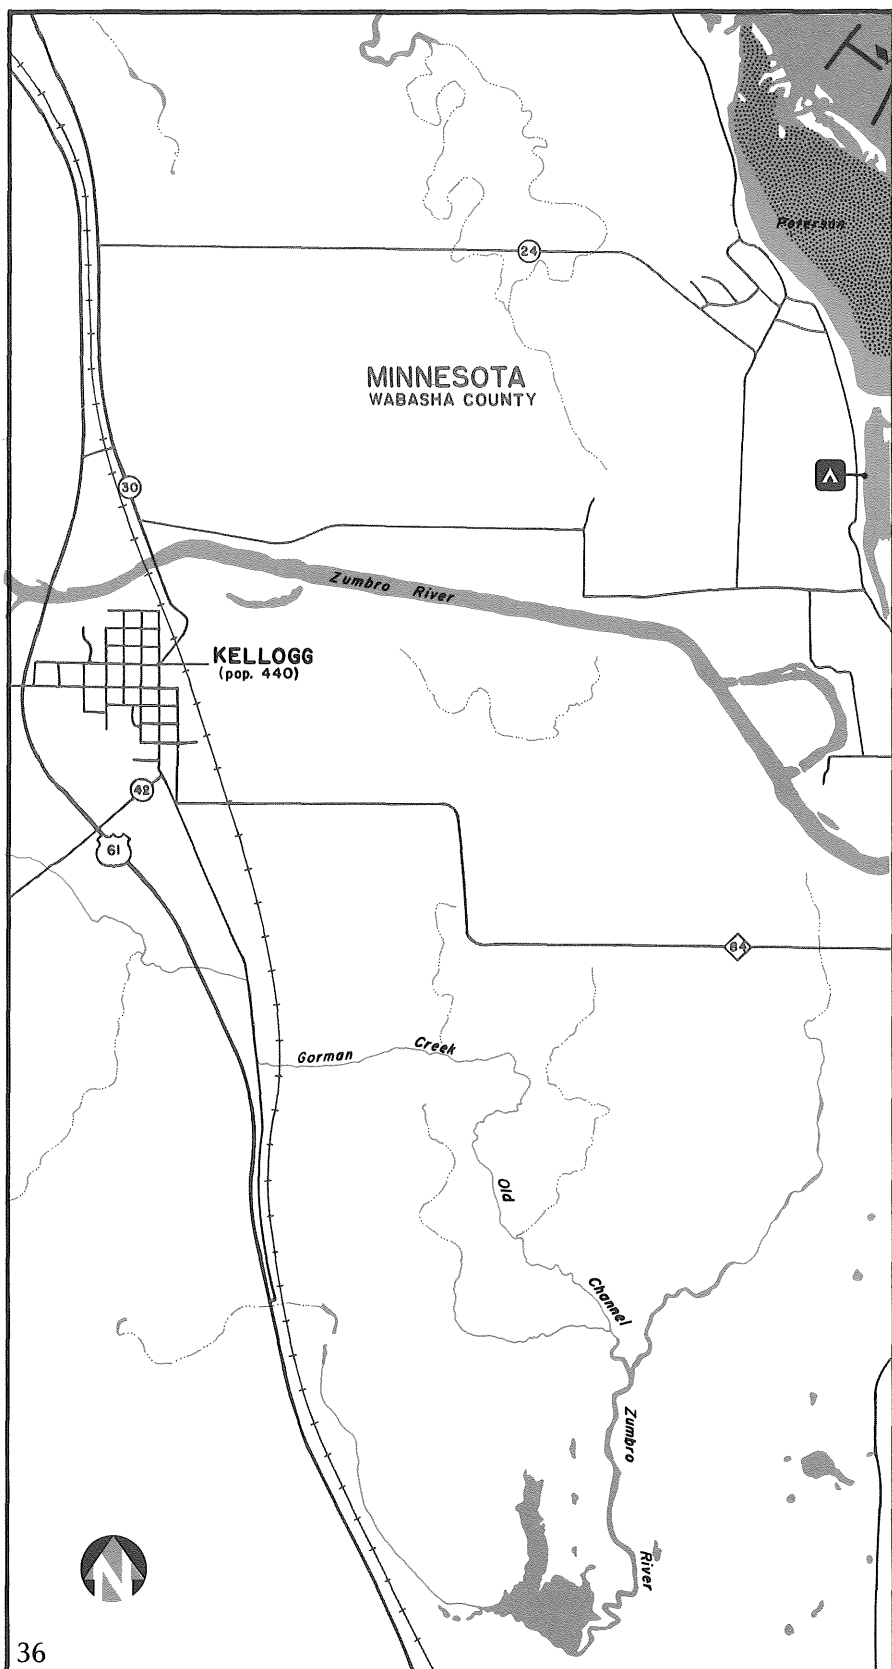 Peterson
24
MINNESOTA
WABASHA COUNTY
30
Zumbro River
KELLOGG
(pop. 440)
42
61
84
Gorman Creek
Old Channel
Zumbro River
N
36